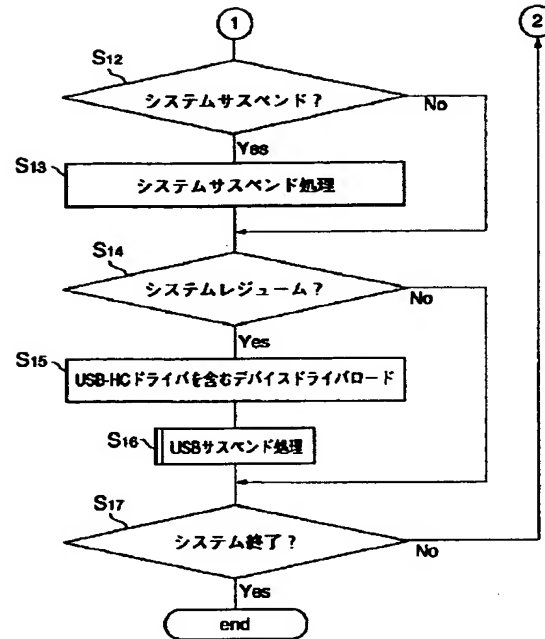 1
2
S12
システムサスペンド？
No
Yes
S13
システムサスペンド処理
S14
システムレジューム？
No
Yes
S15
USB-HCドライバを含むデバイスドライバロード
S16
USBサスペンド処理
S17
システム終了？
No
Yes
end